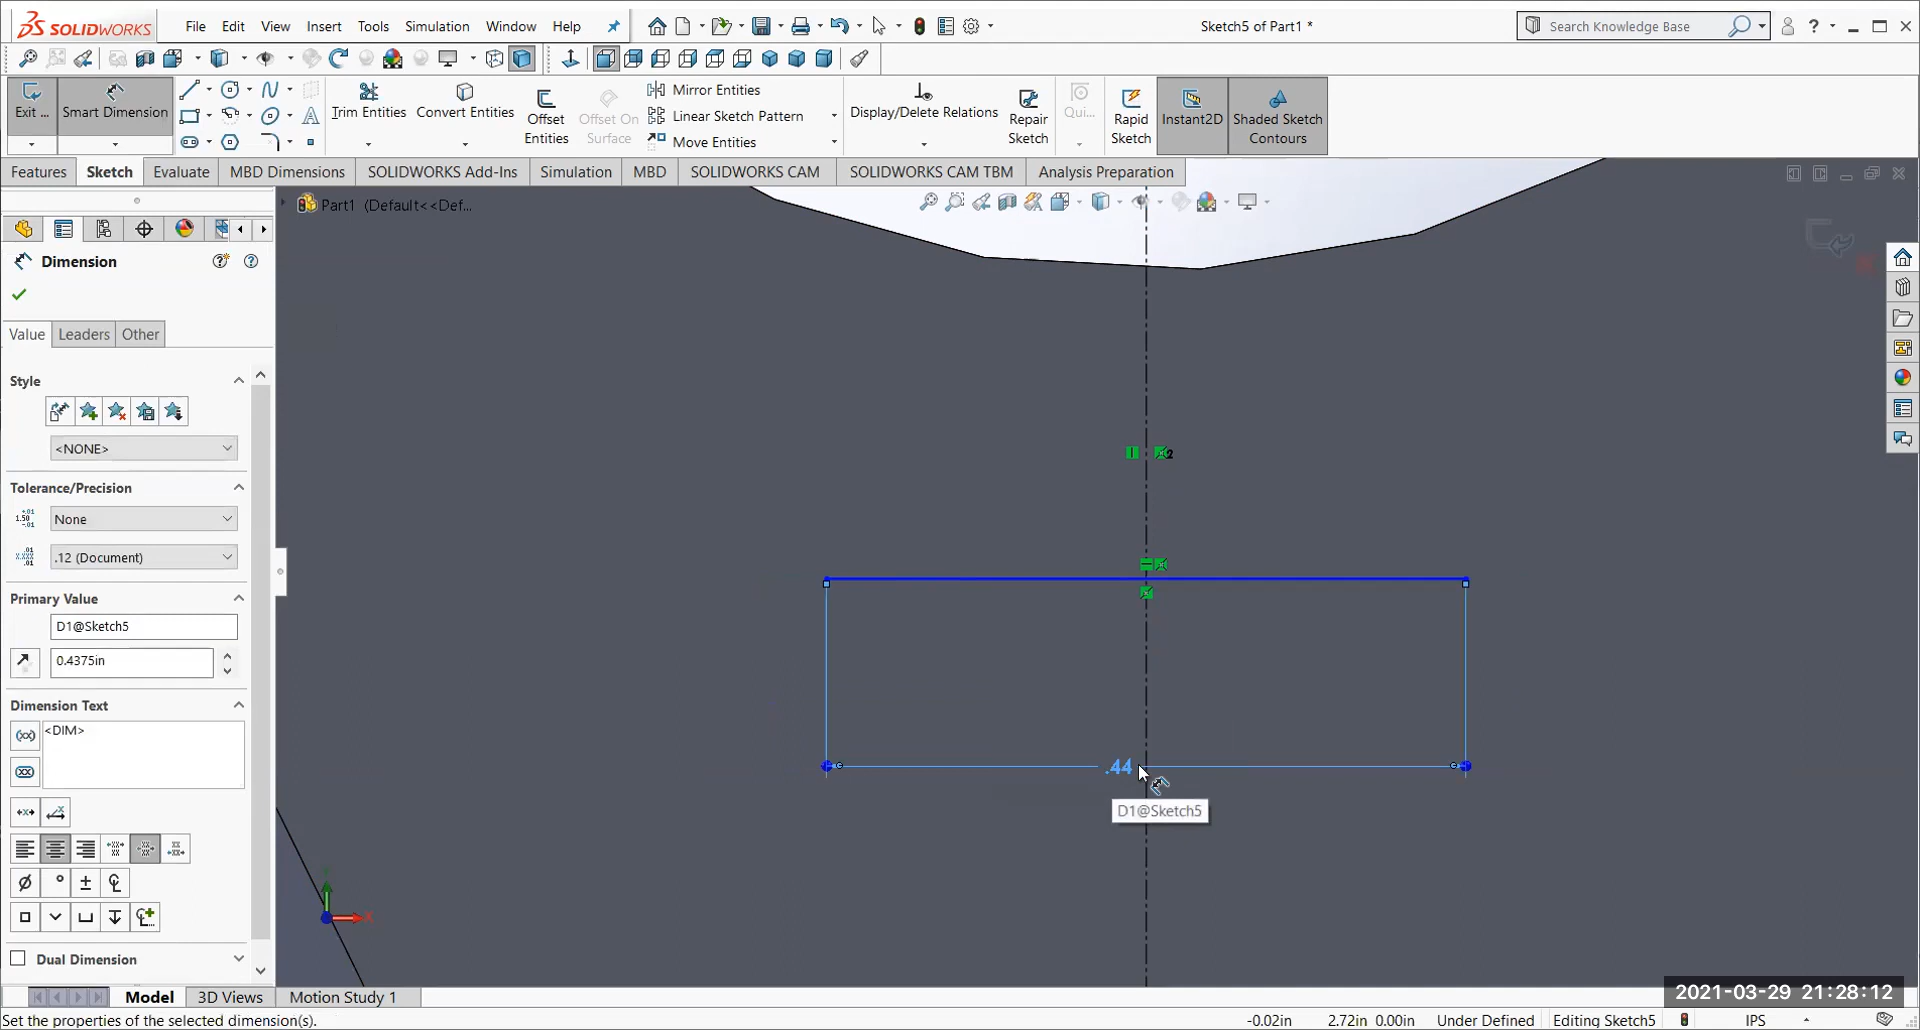 SOLIDWORKS File Edit View Insert Tools Simulation Window Help Sketch5 of Part1 * Search Knowledge Base ?
Exit ... Smart Dimension Trim Entities Convert Entities Offset Entities Offset On Surface Mirror Entities Linear Sketch Pattern Move Entities Display/Delete Relations Repair Sketch Qui... Rapid Sketch Instant2D Shaded Sketch Contours
Features Sketch Evaluate MBD Dimensions SOLIDWORKS Add-Ins Simulation MBD SOLIDWORKS CAM SOLIDWORKS CAM TBM Analysis Preparation
Part1 (Default<<Def...
Dimension
Value Leaders Other
Style
<NONE>
Tolerance/Precision
None
.12 (Document)
Primary Value
D1@Sketch5
0.4375in
Dimension Text
<DIM>
Dual Dimension
2
.44
D1@Sketch5
X
2021-03-29 21:28:12
Model 3D Views Motion Study 1
Set the properties of the selected dimension(s). -0.02in 2.72in 0.00in Under Defined Editing Sketch5 IPS